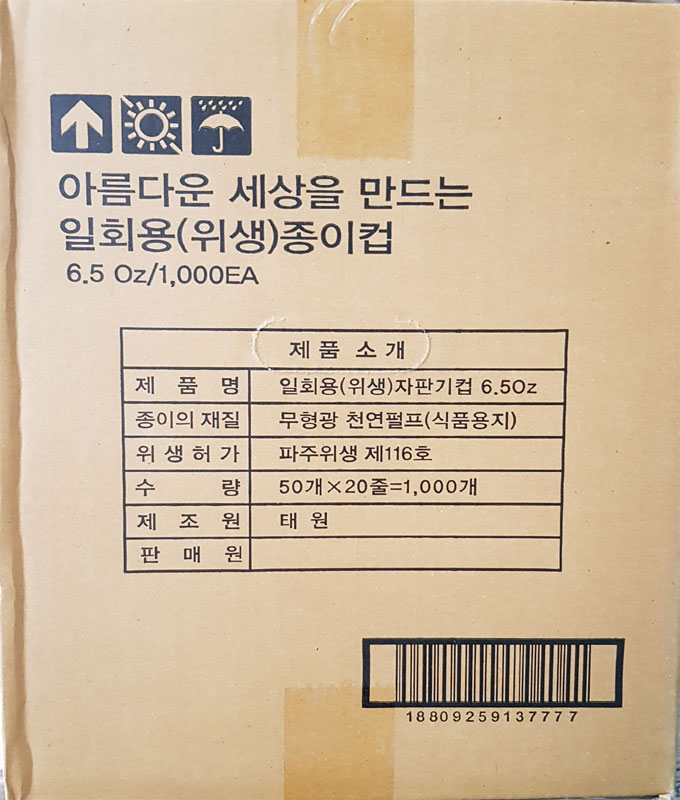 아름다운 세상을 만드는
일회용(위생)종이컵
6.5 Oz/1,000EA
제 품 소 개
제 품 명 일회용(위생)자판기컵 6.5Oz
종이의 재질 무형광 천연펄프(식품용지)
위 생 허 가 파주위생 제116호
수 량 50개×20줄=1,000개
제 조 원 태 원
판 매 원
18809259137777